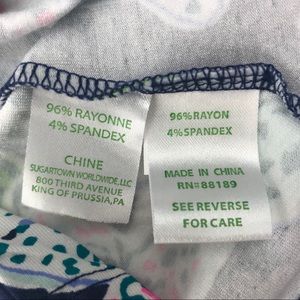 96% RAYONNE
4% SPANDEX
CHINE
SUGARTOWN WORLDWIDE, LLC
800 THIRD AVENUE
KING OF PRUSSIA, PA
96% RAYON
4% SPANDEX
MADE IN CHINA
RN#88189
SEE REVERSE
FOR CARE